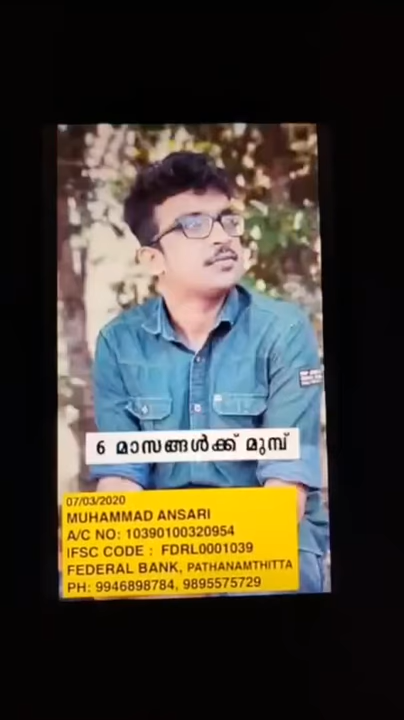 6 മാസങ്ങൾക്ക് മുമ്പ്
07/03/2020
MUHAMMAD ANSARI
A/C NO: 10390100320954
IFSC CODE : FDRL0001039
FEDERAL BANK, PATHANAMTHITTA
PH: 9946898784, 9895575729